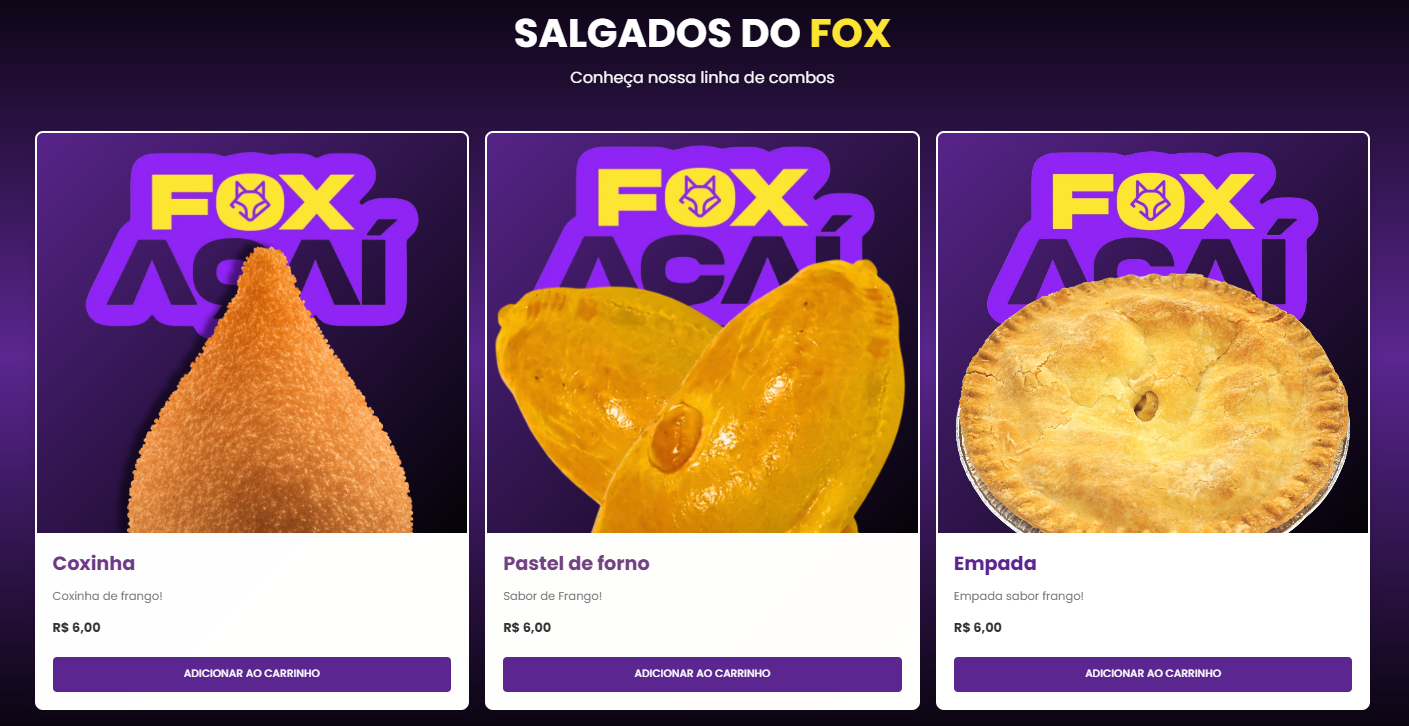 SALGADOS DO FOX
Conheça nossa linha de combos
FOX
AÇAÍ
FOX
AÇAÍ
FOX
AÇAÍ
Coxinha
Coxinha de frango!
R$ 6,00
ADICIONAR AO CARRINHO
Pastel de forno
Sabor de Frango!
R$ 6,00
ADICIONAR AO CARRINHO
Empada
Empada sabor frango!
R$ 6,00
ADICIONAR AO CARRINHO